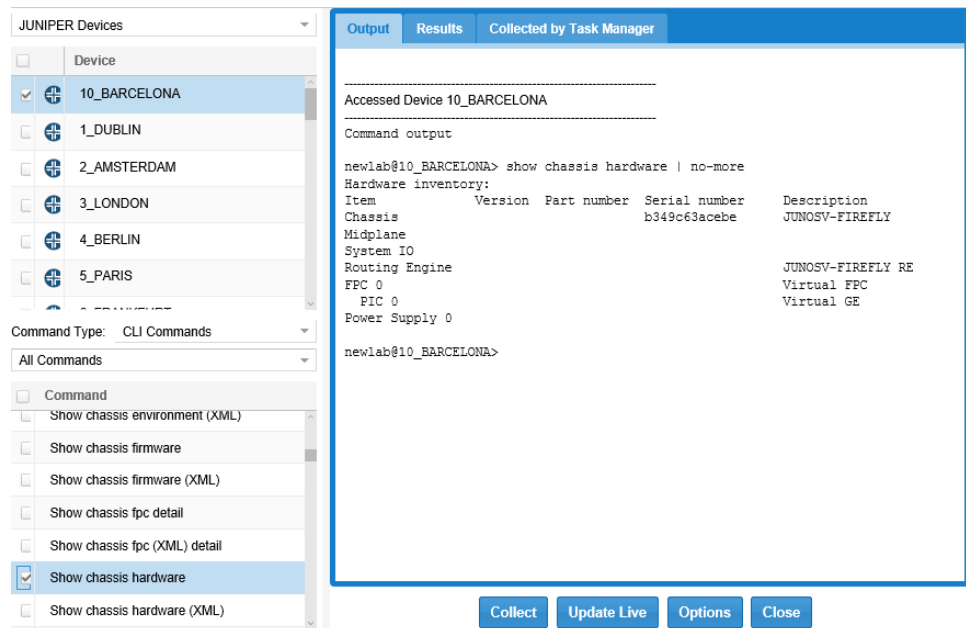 JUNIPER Devices
Device
10_BARCELONA
1_DUBLIN
2_AMSTERDAM
3_LONDON
4_BERLIN
5_PARIS
Command Type: CLI Commands
All Commands
Command
Show chassis environment (XML)
Show chassis firmware
Show chassis firmware (XML)
Show chassis fpc detail
Show chassis fpc (XML) detail
Show chassis hardware
Show chassis hardware (XML)
Output Results Collected by Task Manager
--------------------------------------------------------------------------------
Accessed Device 10_BARCELONA
--------------------------------------------------------------------------------
Command output
newlab@10_BARCELONA> show chassis hardware | no-more
Hardware inventory:
Item Version Part number Serial number Description
Chassis b349c63acebe JUNOSV-FIREFLY
Midplane
System IO
Routing Engine JUNOSV-FIREFLY RE
FPC 0 Virtual FPC
PIC 0 Virtual GE
Power Supply 0
newlab@10_BARCELONA>
Collect Update Live Options Close